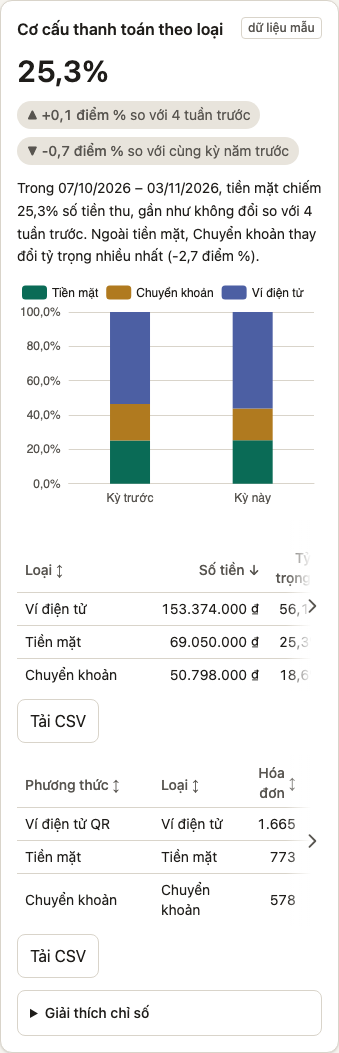 Cơ cấu thanh toán theo loại
dữ liệu mẫu
25,3%
▲ +0,1 điểm % so với 4 tuần trước
▼ -0,7 điểm % so với cùng kỳ năm trước
Trong 07/10/2026 – 03/11/2026, tiền mặt chiếm
25,3% số tiền thu, gần như không đổi so với 4
tuần trước. Ngoài tiền mặt, Chuyển khoản thay
đổi tỷ trọng nhiều nhất (-2,7 điểm %).
Tiền mặt Chuyển khoản Ví điện tử
100,0%
80,0%
60,0%
40,0%
20,0%
0,0%
Kỳ trước Kỳ này
Loại ↕ Số tiền ↓ Tỷ
trọng
Ví điện tử 153.374.000 ₫ 56,1
Tiền mặt 69.050.000 ₫ 25,3
Chuyển khoản 50.798.000 ₫ 18,6
Tải CSV
Phương thức ↕ Loại ↕ Hóa
đơn ↕
Ví điện tử QR Ví điện tử 1.665
Tiền mặt Tiền mặt 773
Chuyển khoản Chuyển
khoản 578
Tải CSV
▶ Giải thích chỉ số